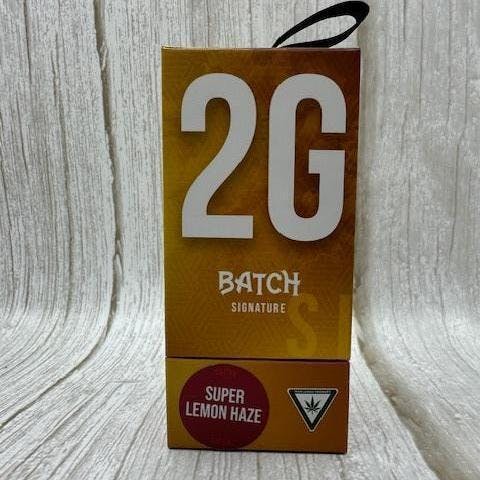 2G
BATCH
SIGNATURE
SUPER
LEMON HAZE